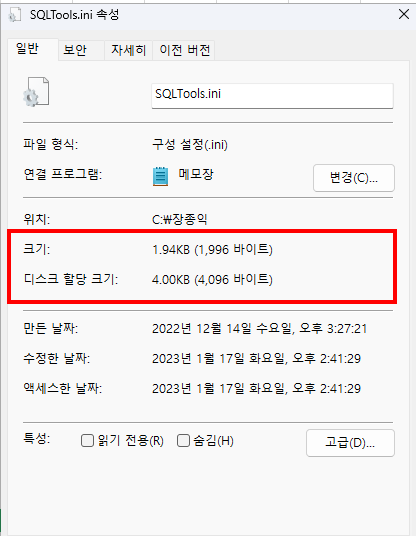 SQLTools.ini 속성
일반 보안 자세히 이전 버전
SQLTools.ini
파일 형식: 구성 설정(.ini)
연결 프로그램: 메모장 변경(C)...
위치: C:₩장종익
크기: 1.94KB (1,996 바이트)
디스크 할당 크기: 4.00KB (4,096 바이트)
만든 날짜: 2022년 12월 14일 수요일, 오후 3:27:21
수정한 날짜: 2023년 1월 17일 화요일, 오후 2:41:29
액세스한 날짜: 2023년 1월 17일 화요일, 오후 2:41:29
특성: 읽기 전용(R) 숨김(H) 고급(D)...